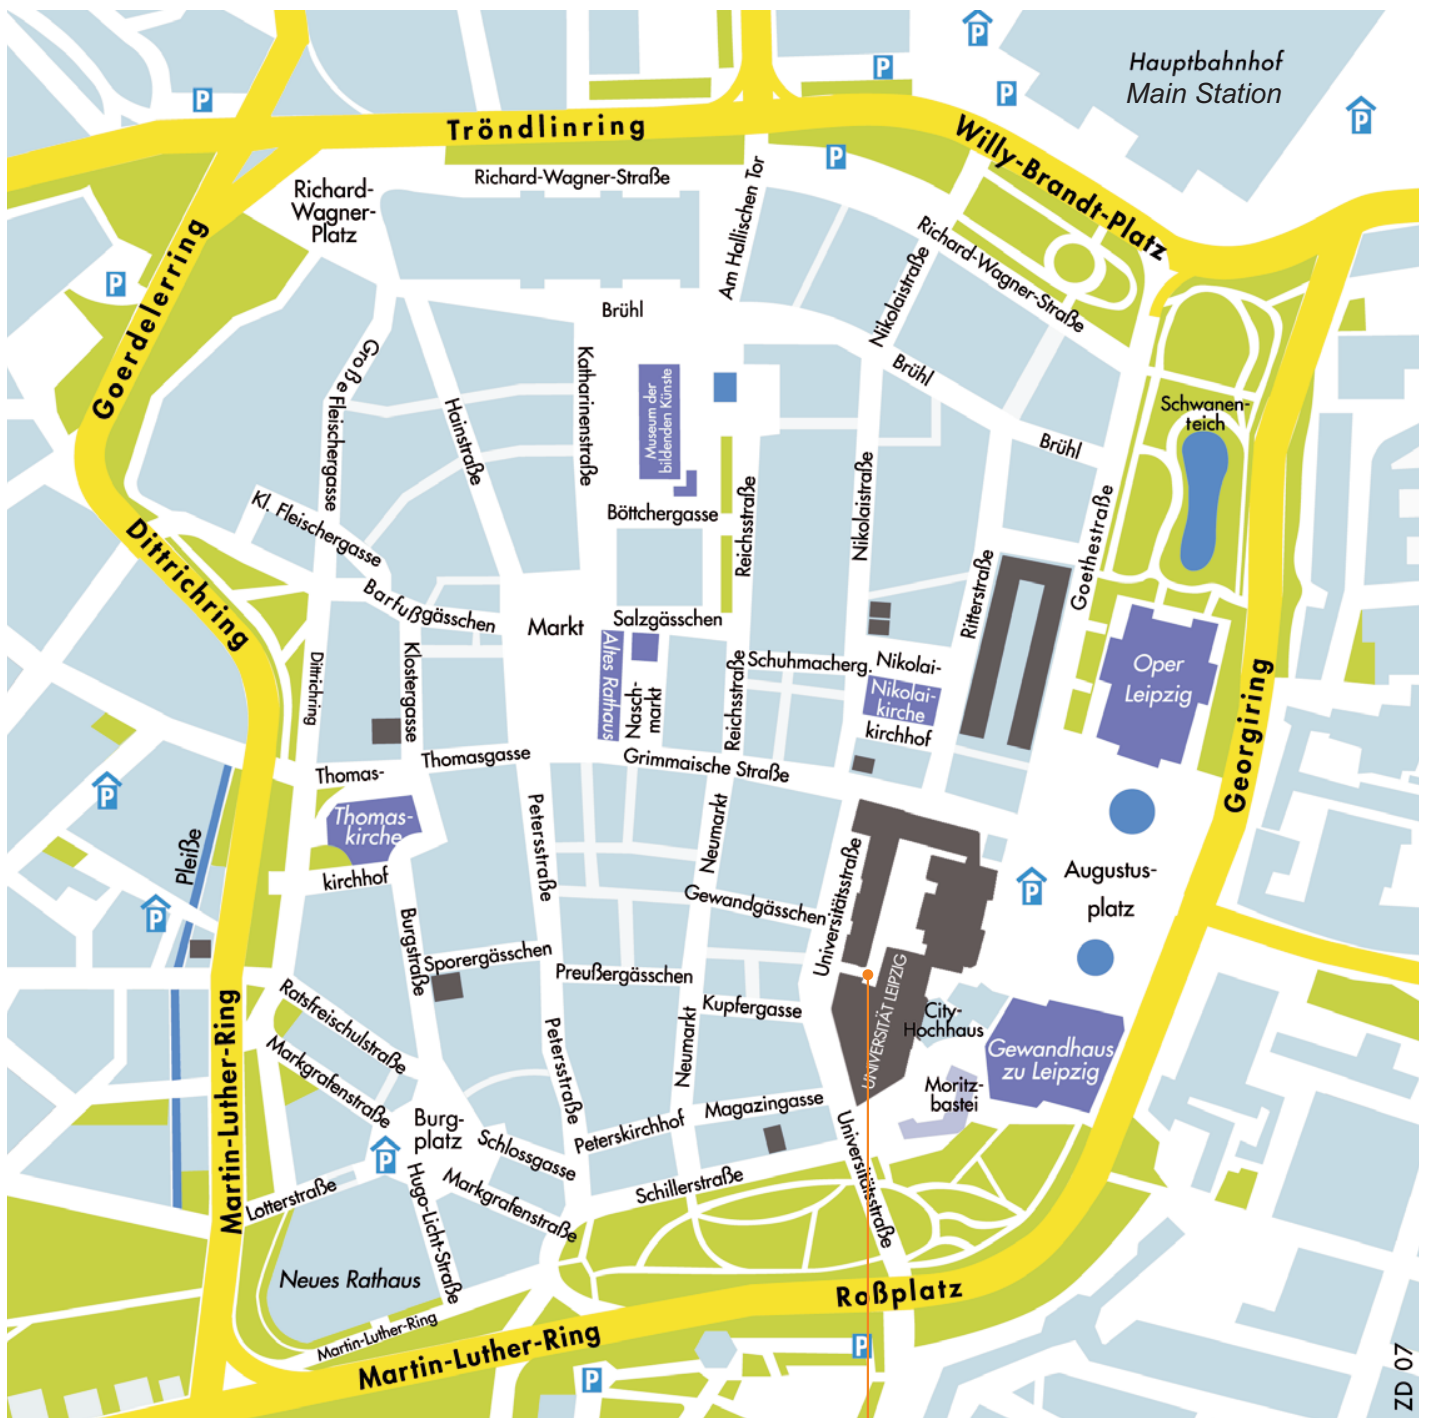 Hauptbahnhof
Main Station
P
P
P
P
P
Tröndlinring
Willy-Brandt-Platz
P
Richard-Wagner-Straße
Richard-
Wagner-
Platz
Am Hallischen Tor
Richard-Wagner-Straße
Nikolaistraße
P
Goerdelerring
Brühl
Brühl
Brühl
Große Fleischergasse
Hainstraße
Katharinenstraße
Museum der
bildenden Künste
Schwanen-
teich
Kl. Fleischergasse
Böttchergasse
Reichsstraße
Nikolaistraße
Goethestraße
Ritterstraße
Dittrichring
Barfußgässchen
Markt
Salzgässchen
Altes Rathaus
Nasch-
markt
Reichsstraße
Schuhmacherg.
Nikolai-
Nikolai-
kirche
kirchhof
Oper
Leipzig
Georgiring
Dittrichring
Klostergasse
Thomasgasse
Thomas-
Thomas-
kirche
kirchhof
Grimmaische Straße
P
Pleiße
Petersstraße
Neumarkt
Universitätsstraße
Gewandgässchen
P
Augustus-
platz
P
Burgstraße
Sporergässchen
Preußergässchen
Kupfergasse
UNIVERSITÄT LEIPZIG
City-
Hochhaus
Gewandhaus
zu Leipzig
Moritz-
bastei
Martin-Luther-Ring
Ratsfreischulstraße
Markgrafenstraße
Petersstraße
Neumarkt
Burg-
platz
P
Schlossgasse
Peterskirchhof
Magazingasse
Universitätsstraße
Schillerstraße
Lotterstraße
Hugo-Licht-Straße
Markgrafenstraße
Neues Rathaus
Martin-Luther-Ring
Martin-Luther-Ring
Roßplatz
P
P
ZD 07